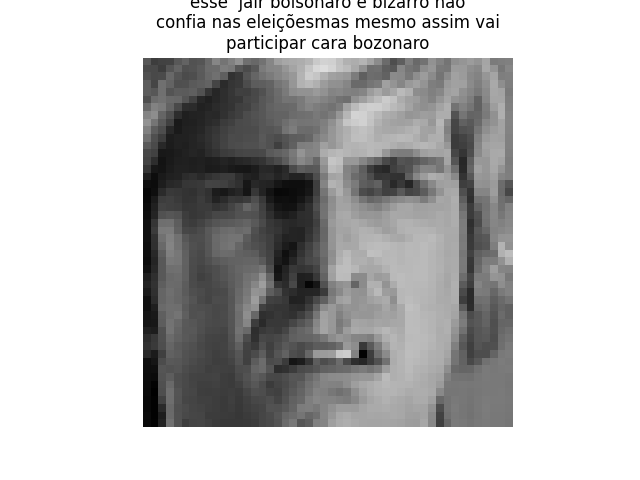 esse jair bolsonaro é bizarro não
confia nas eleiçõesmas mesmo assim vai
participar cara bozonaro